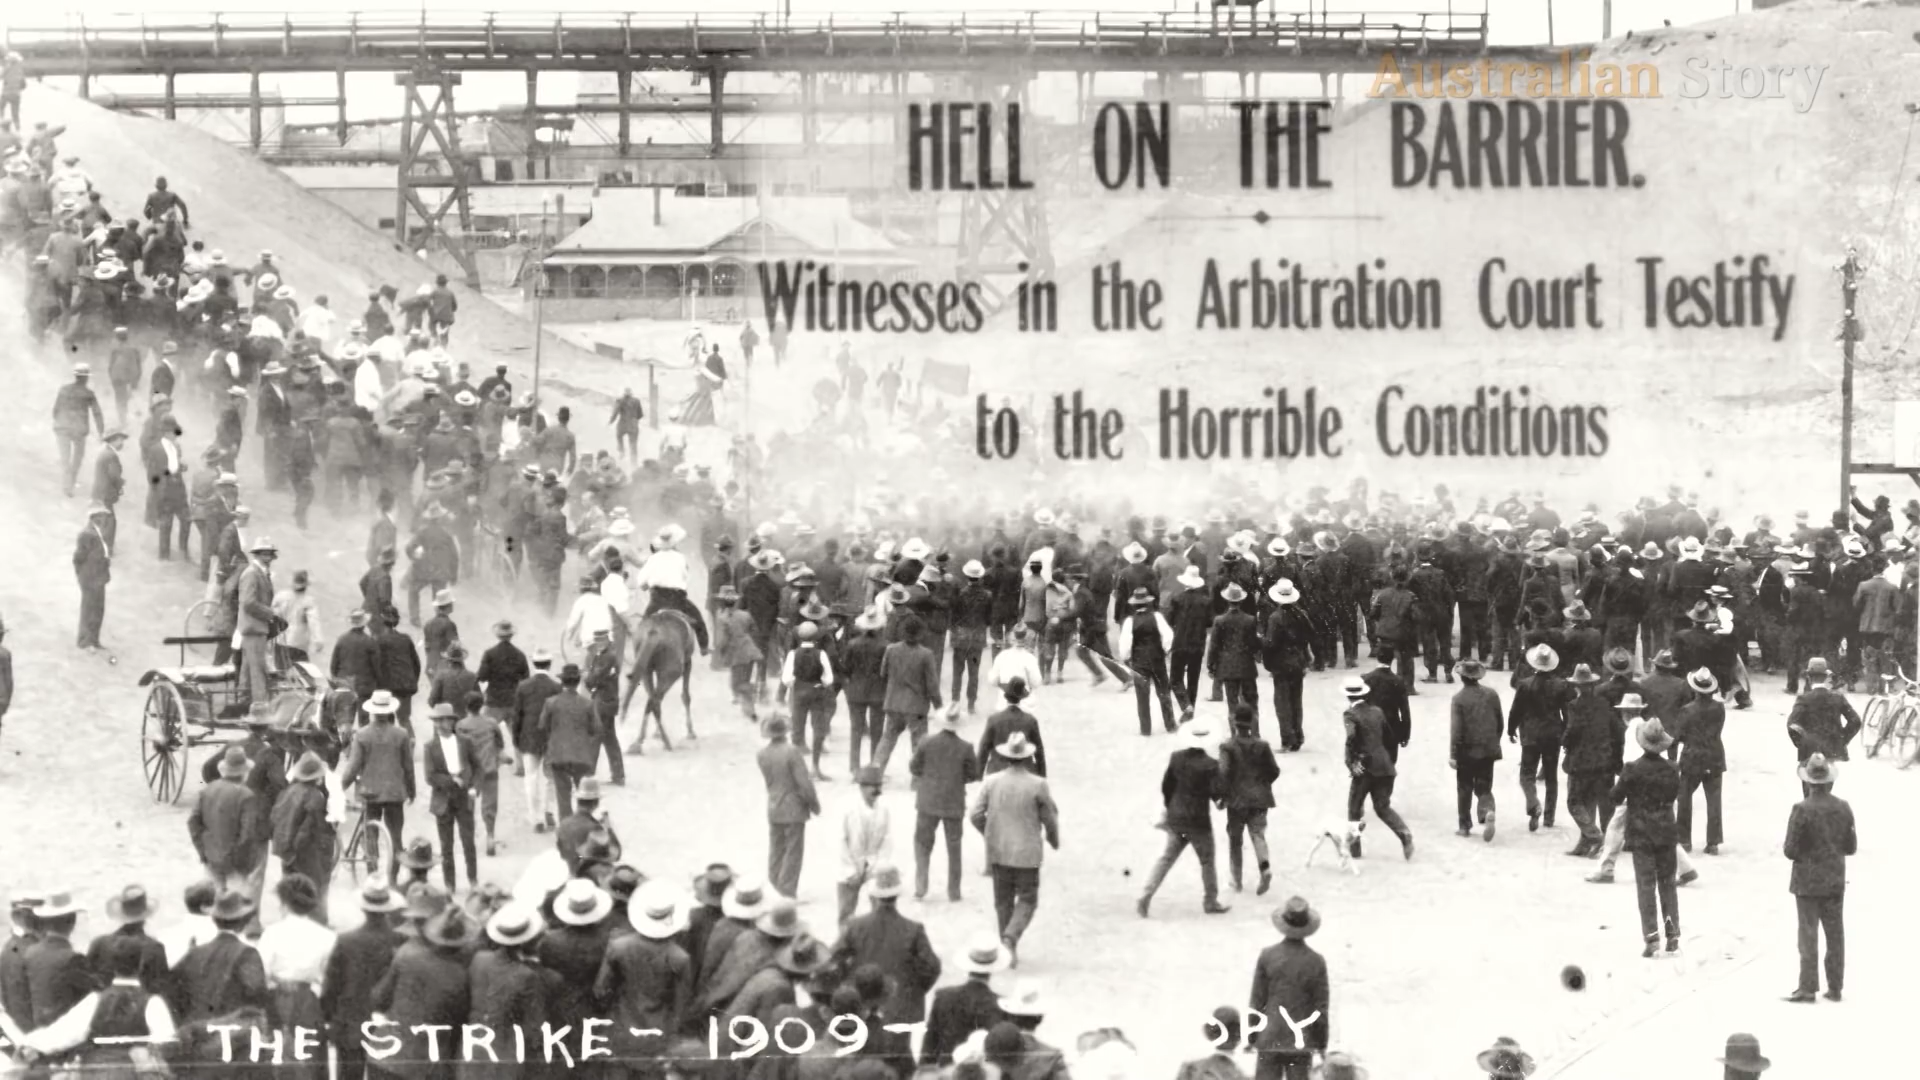 Australian Story
HELL ON THE BARRIER.
Witnesses in the Arbitration Court Testify
to the Horrible Conditions
— THE STRIKE — 1909 —